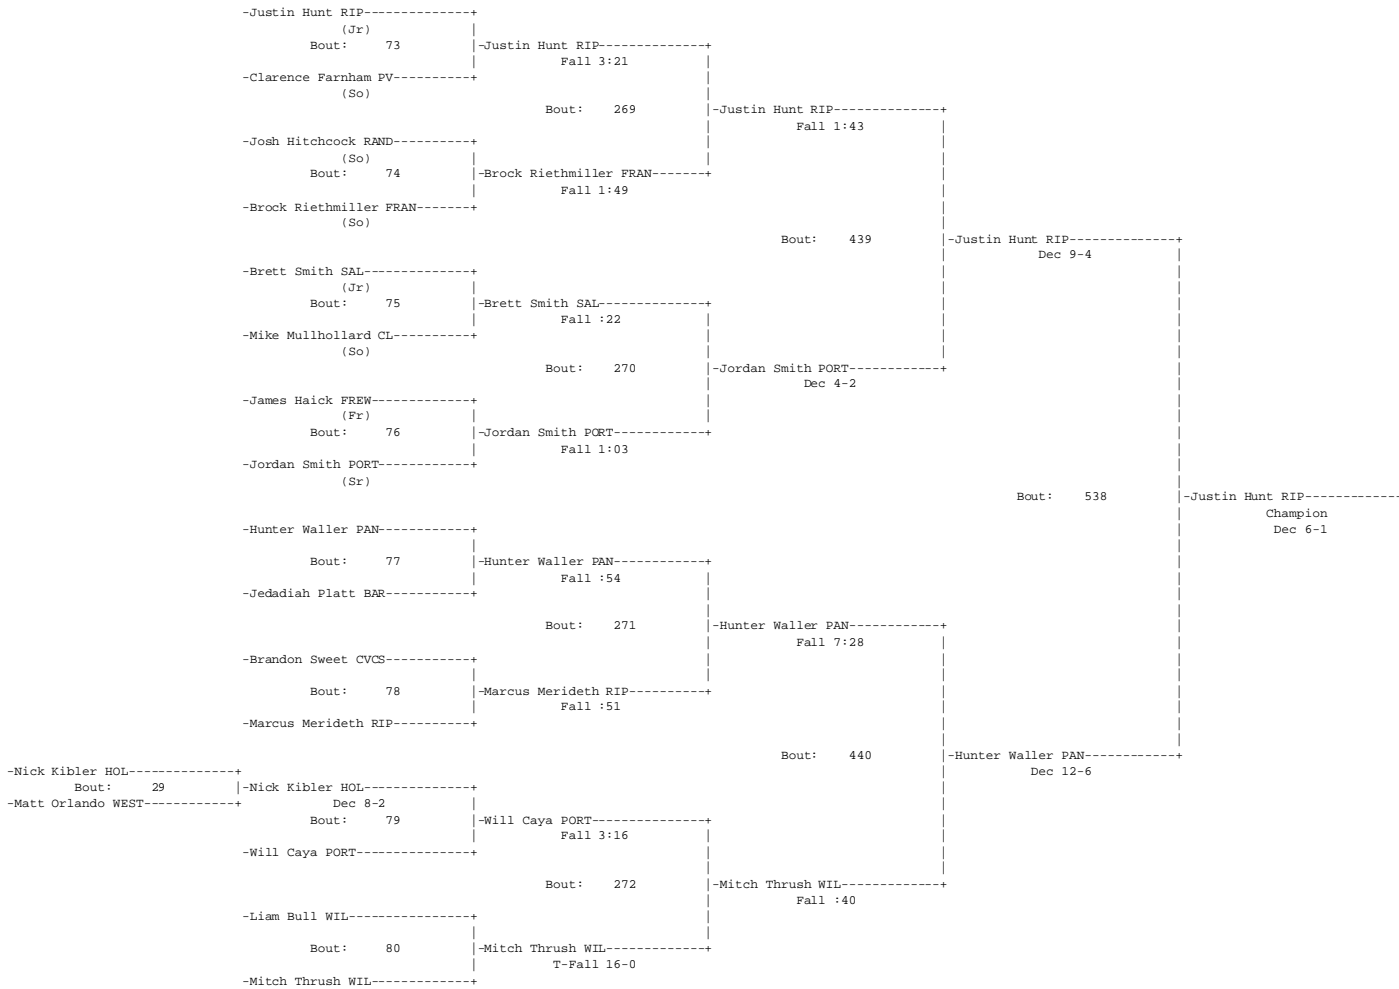 -Justin Hunt RIP--------------+
(Jr)
Bout: 73 -Justin Hunt RIP--------------+
Fall 3:21
-Clarence Farnham PV----------+
(So)
Bout: 269 -Justin Hunt RIP--------------+
Fall 1:43
-Josh Hitchcock RAND----------+
(So)
Bout: 74 -Brock Riethmiller FRAN-------+
Fall 1:49
-Brock Riethmiller FRAN-------+
(So)
Bout: 439 -Justin Hunt RIP--------------+
Dec 9-4
-Brett Smith SAL--------------+
(Jr)
Bout: 75 -Brett Smith SAL--------------+
Fall :22
-Mike Mullhollard CL----------+
(So)
Bout: 270 -Jordan Smith PORT------------+
Dec 4-2
-James Haick FREW-------------+
(Fr)
Bout: 76 -Jordan Smith PORT------------+
Fall 1:03
-Jordan Smith PORT------------+
(Sr)
Bout: 538 -Justin Hunt RIP-------------
Champion
Dec 6-1
-Hunter Waller PAN------------+
Bout: 77 -Hunter Waller PAN------------+
Fall :54
-Jedadiah Platt BAR-----------+
Bout: 271 -Hunter Waller PAN------------+
Fall 7:28
-Brandon Sweet CVCS-----------+
Bout: 78 -Marcus Merideth RIP----------+
Fall :51
-Marcus Merideth RIP----------+
Bout: 440 -Hunter Waller PAN------------+
Dec 12-6
-Nick Kibler HOL--------------+
Bout: 29 -Nick Kibler HOL--------------+
-Matt Orlando WEST------------+ Dec 8-2
Bout: 79 -Will Caya PORT---------------+
Fall 3:16
-Will Caya PORT---------------+
Bout: 272 -Mitch Thrush WIL-------------+
Fall :40
-Liam Bull WIL----------------+
Bout: 80 -Mitch Thrush WIL-------------+
T-Fall 16-0
-Mitch Thrush WIL-------------+